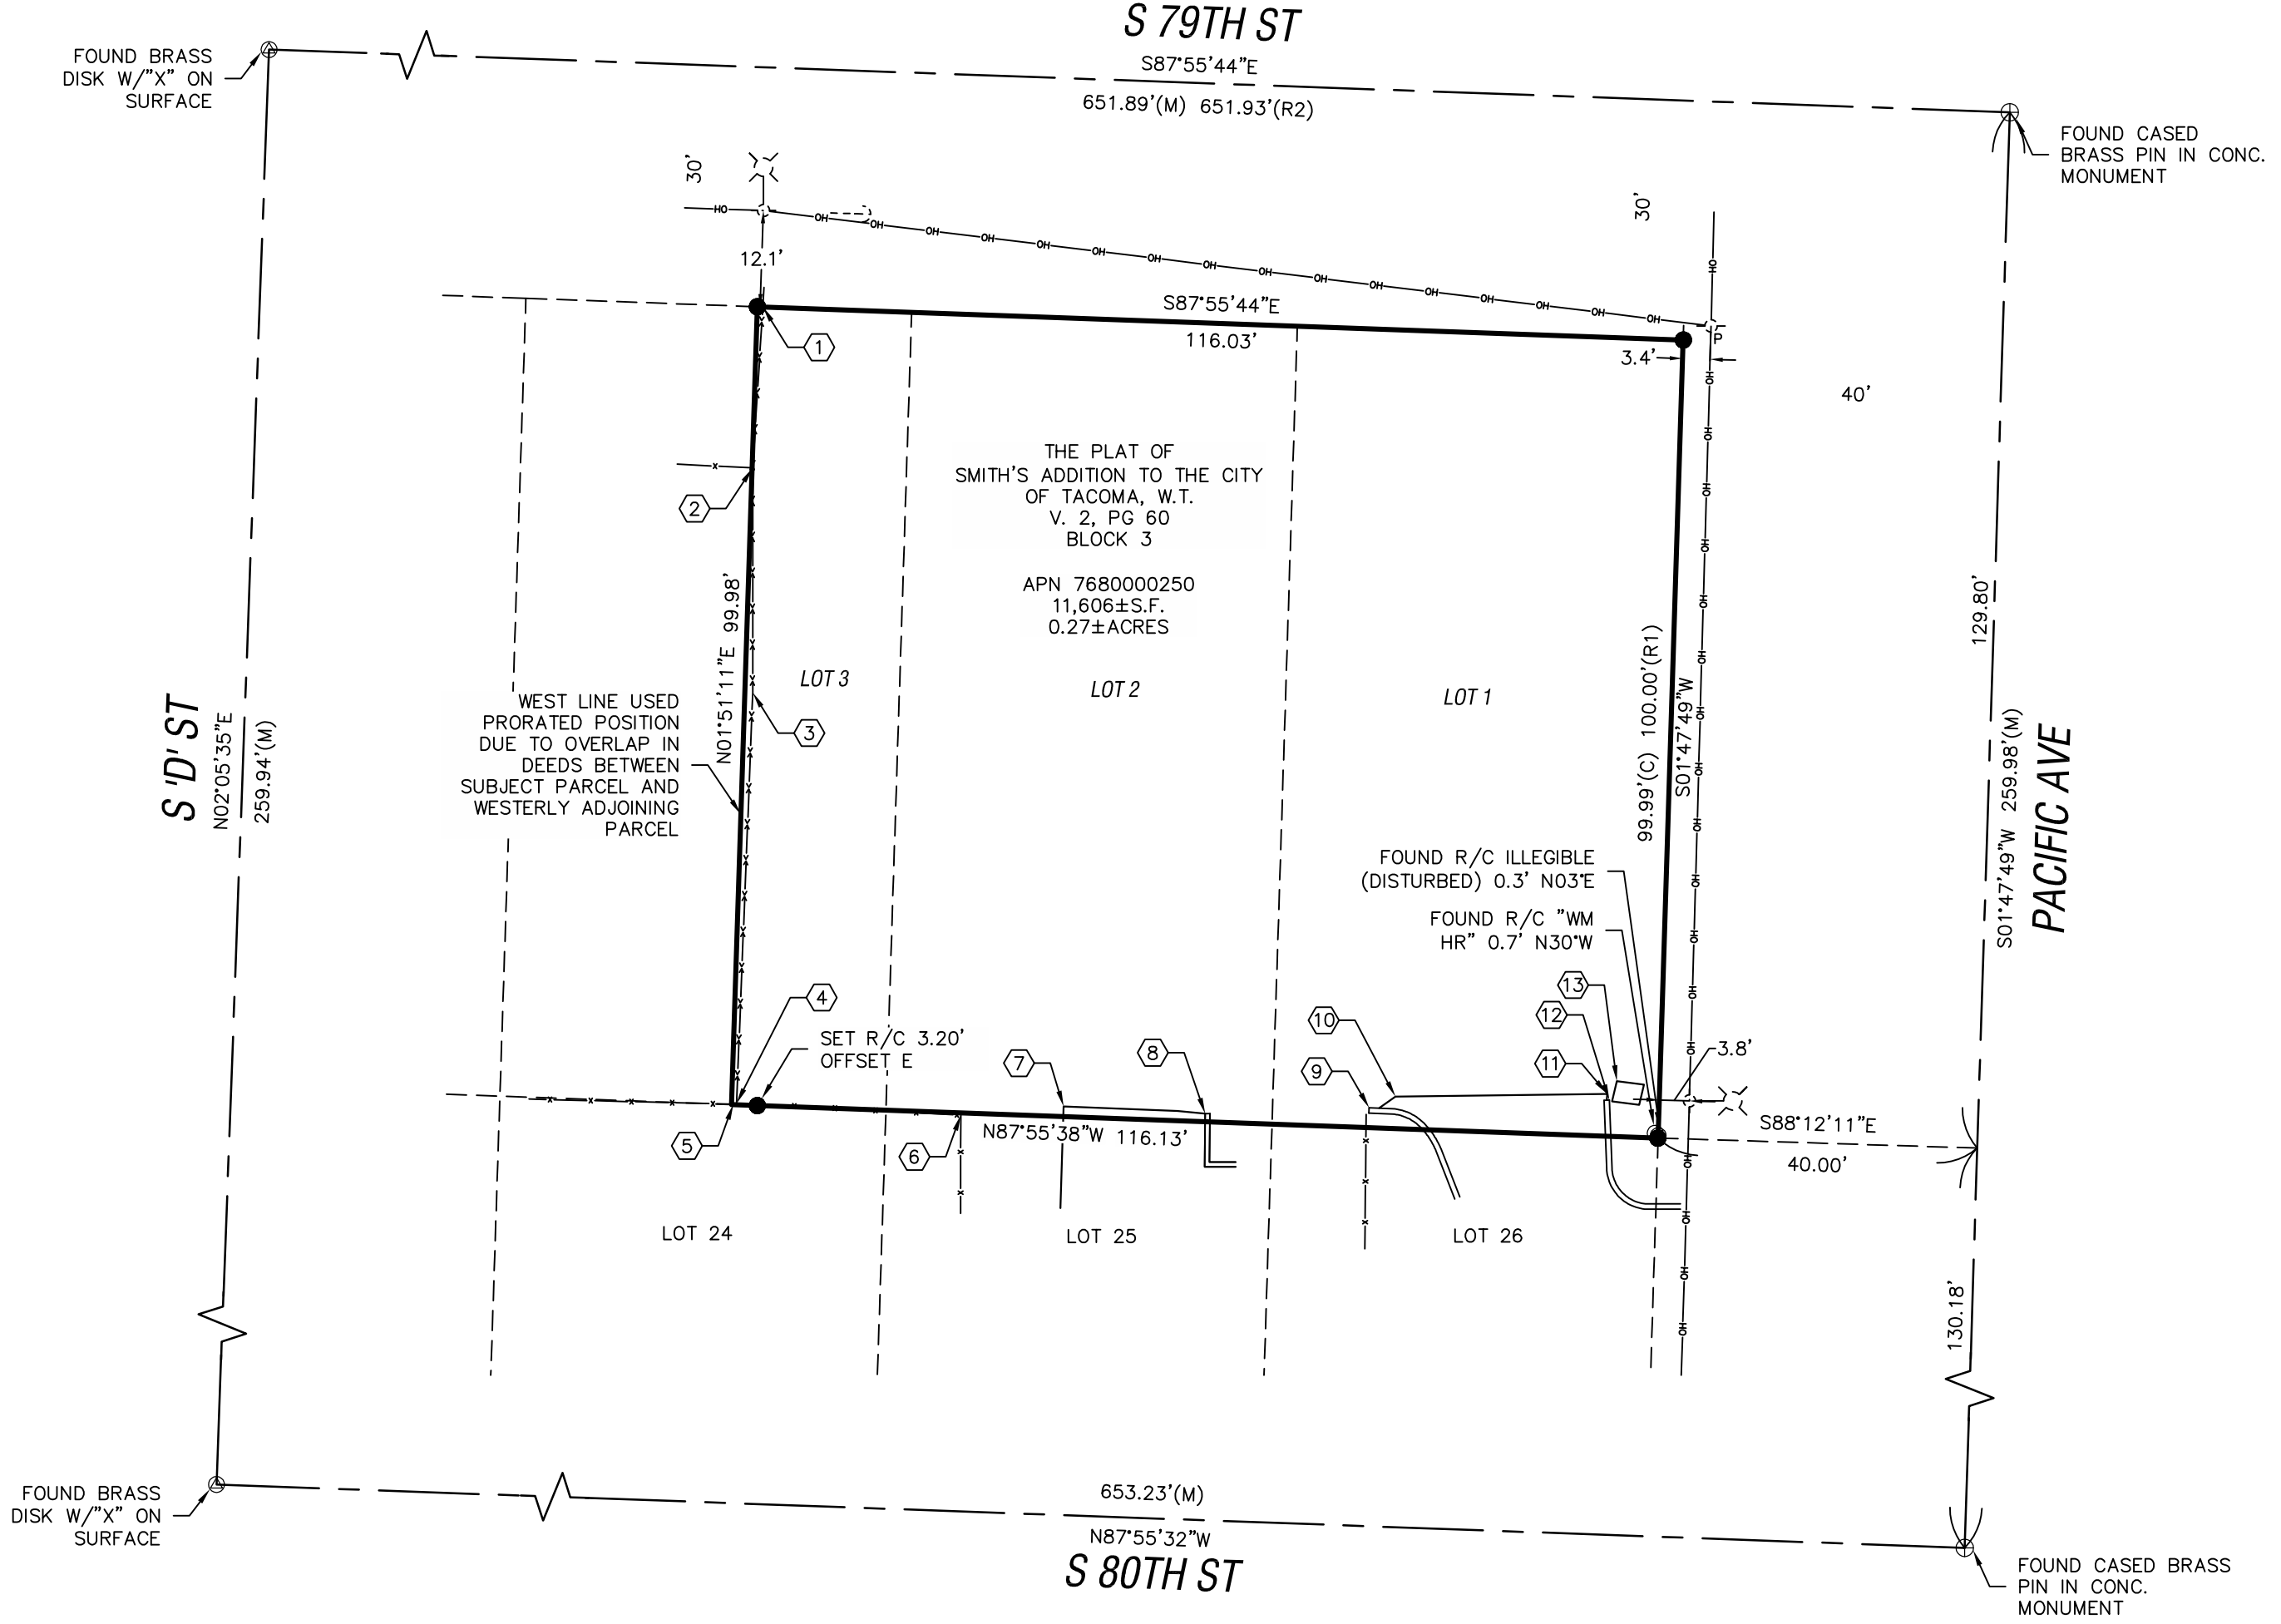 S 79TH ST
S87°55'44"E
651.89'(M) 651.93'(R2)
FOUND BRASS
DISK W/"X" ON
SURFACE
FOUND CASED
BRASS PIN IN CONC.
MONUMENT
30'
30'
OH
12.1'
S87°55'44"E
116.03'
1
P
3.4'
40'
THE PLAT OF
SMITH'S ADDITION TO THE CITY
OF TACOMA, W.T.
V. 2, PG 60
BLOCK 3
2
APN 7680000250
11,606±S.F.
0.27±ACRES
N01°51'11"E 99.98'
129.80'
99.99'(C) 100.00'(R1)
S01°47'49"W
LOT 3
LOT 2
LOT 1
WEST LINE USED
PRORATED POSITION
DUE TO OVERLAP IN
DEEDS BETWEEN
SUBJECT PARCEL AND
WESTERLY ADJOINING
PARCEL
3
S 'D' ST
N02°05'35"E
259.94'(M)
S01°47'49"W 259.98'(M)
PACIFIC AVE
FOUND R/C ILLEGIBLE
(DISTURBED) 0.3' N03°E
FOUND R/C "WM
HR" 0.7' N30°W
13
4
12
10
SET R/C 3.20'
OFFSET E
7
8
9
11
3.8'
5
6
N87°55'38"W 116.13'
S88°12'11"E
40.00'
LOT 24
LOT 25
LOT 26
130.18'
FOUND BRASS
DISK W/"X" ON
SURFACE
653.23'(M)
N87°55'32"W
S 80TH ST
FOUND CASED BRASS
PIN IN CONC.
MONUMENT